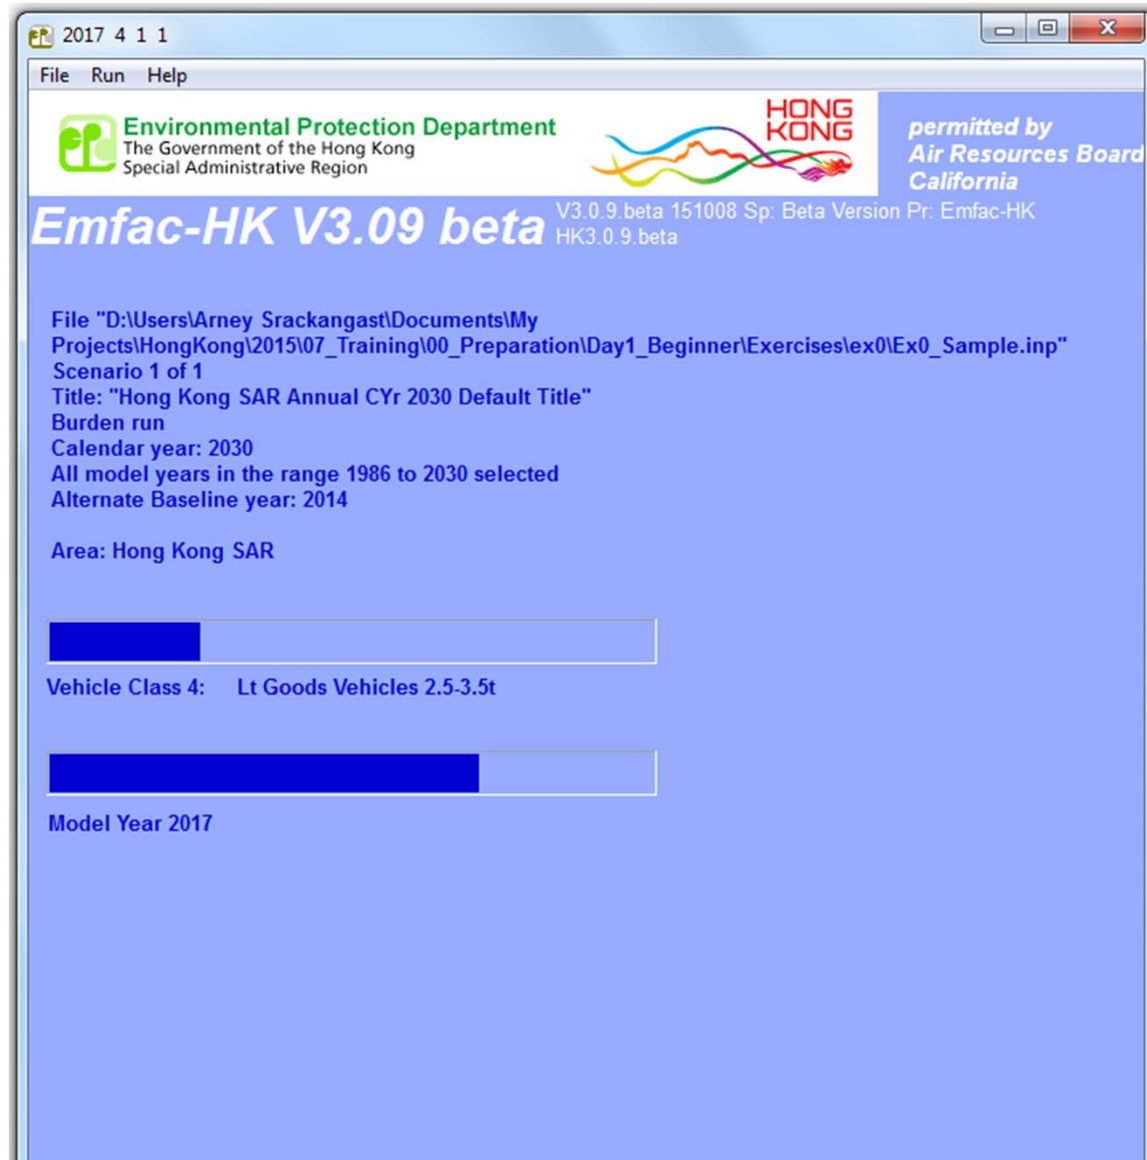 2017 4 1 1
File Run Help
Environmental Protection Department
The Government of the Hong Kong
Special Administrative Region
HONG
KONG
permitted by
Air Resources Board
California
Emfac-HK V3.09 beta
V3.0.9.beta 151008 Sp: Beta Version Pr: Emfac-HK
HK3.0.9.beta
File "D:\Users\Arney Srackangast\Documents\My
Projects\HongKong\2015\07_Training\00_Preparation\Day1_Beginner\Exercises\ex0\Ex0_Sample.inp"
Scenario 1 of 1
Title: "Hong Kong SAR Annual CYr 2030 Default Title"
Burden run
Calendar year: 2030
All model years in the range 1986 to 2030 selected
Alternate Baseline year: 2014
Area: Hong Kong SAR
Vehicle Class 4: Lt Goods Vehicles 2.5-3.5t
Model Year 2017